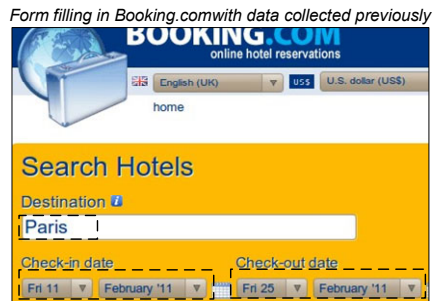 Form filling in Booking.comwith data collected previously
BOOKING.COM
online hotel reservations
English (UK) US$ U.S. dollar (US$)
home
Search Hotels
Destination i
Paris
Check-in date Check-out date
Fri 11 February '11 Fri 25 February '11